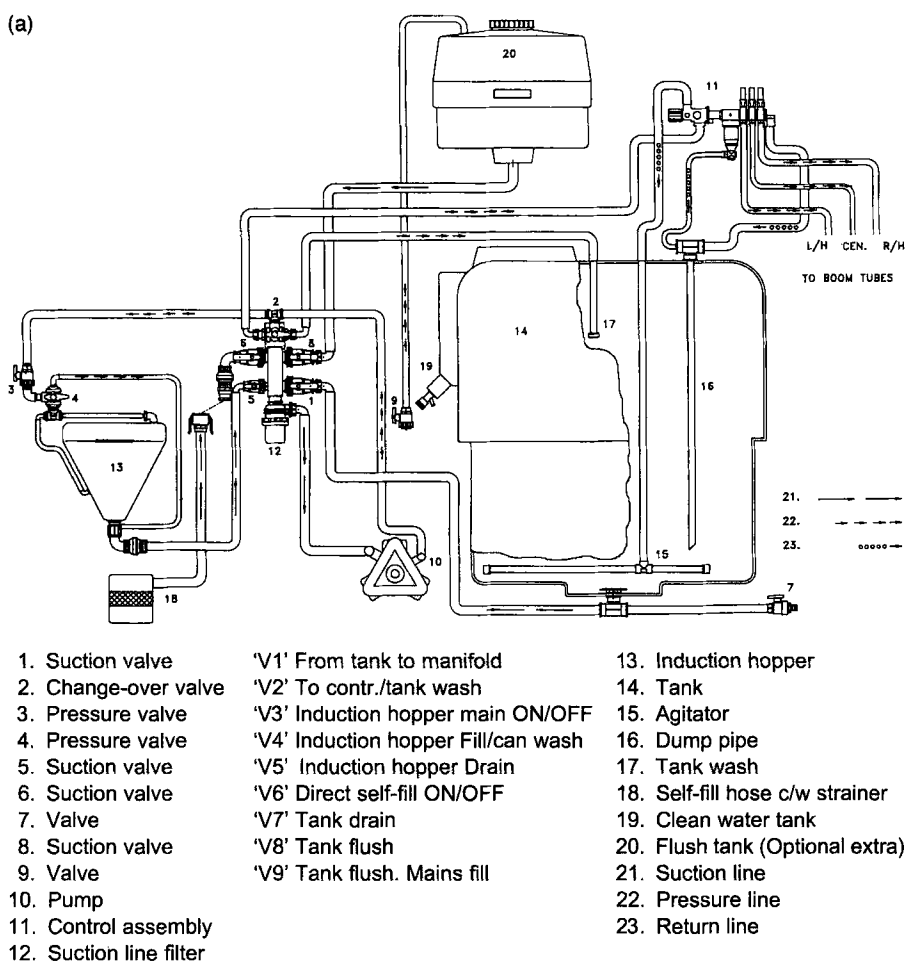 (a)
20
11
L/H CEN. R/H
TO BOOM TUBES
2
17
14
6
8
3
4
19
9
16
5
1
12
13
21.
22.
23.
10
15
7
18
1. Suction valve 'V1' From tank to manifold 13. Induction hopper
2. Change-over valve 'V2' To contr./tank wash 14. Tank
3. Pressure valve 'V3' Induction hopper main ON/OFF 15. Agitator
4. Pressure valve 'V4' Induction hopper Fill/can wash 16. Dump pipe
5. Suction valve 'V5' Induction hopper Drain 17. Tank wash
6. Suction valve 'V6' Direct self-fill ON/OFF 18. Self-fill hose c/w strainer
7. Valve 'V7' Tank drain 19. Clean water tank
8. Suction valve 'V8' Tank flush 20. Flush tank (Optional extra)
9. Valve 'V9' Tank flush. Mains fill 21. Suction line
10. Pump 22. Pressure line
11. Control assembly 23. Return line
12. Suction line filter